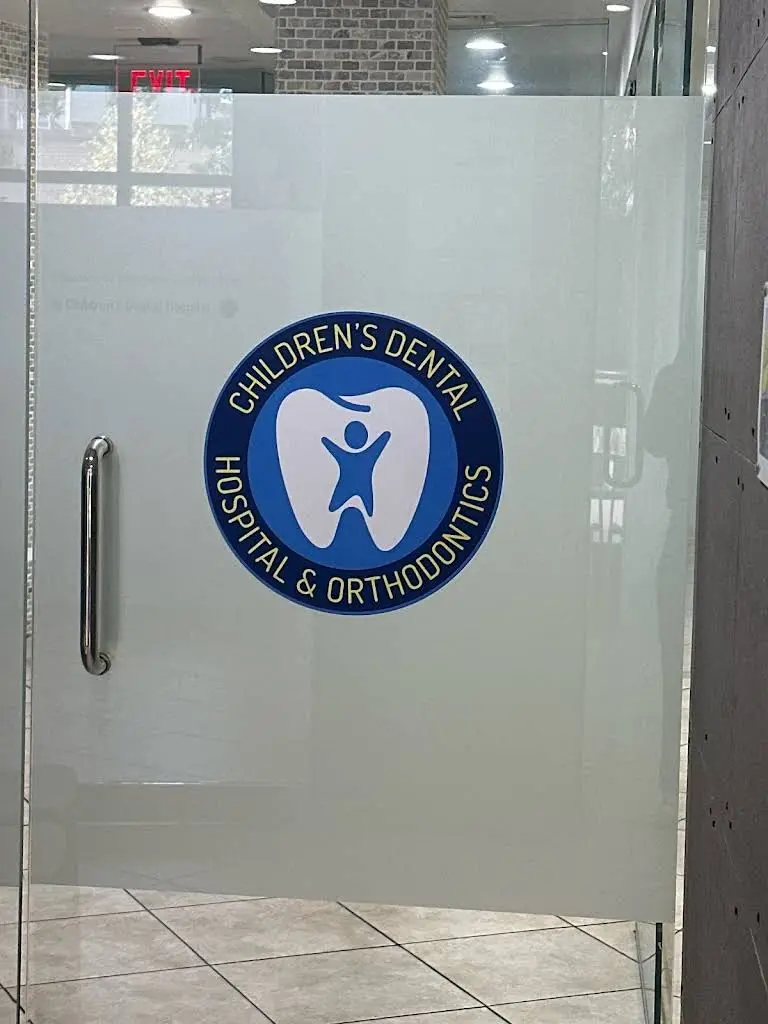 EXIT
CHILDREN'S DENTAL
HOSPITAL & ORTHODONTICS